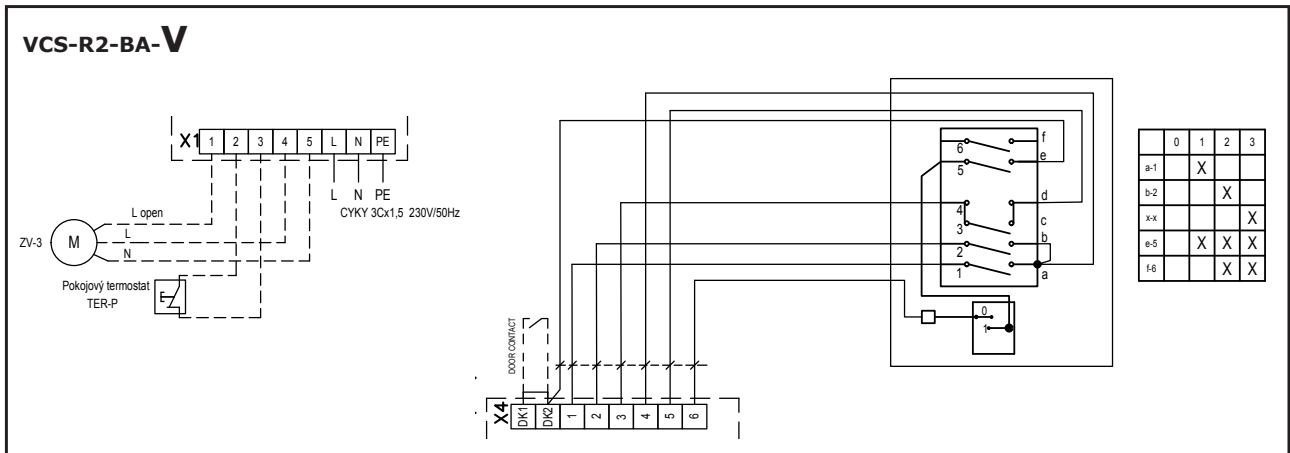 VCS-R2-BA-V
X1 1 2 3 4 5 L N PE
L N PE
CYKY 3Cx1,5 230V/50Hz
L open
L
N
ZV-3
M
Pokojový termostat
TER-P
DOOR CONTACT
X4 DK1 DK2 1 2 3 4 5 6
6 f
5 e
4 d
3 c
2 b
1 a
0
1
0 1 2 3
a-1 X
b-2 X
x-x X
e-5 X X X
f-6 X X